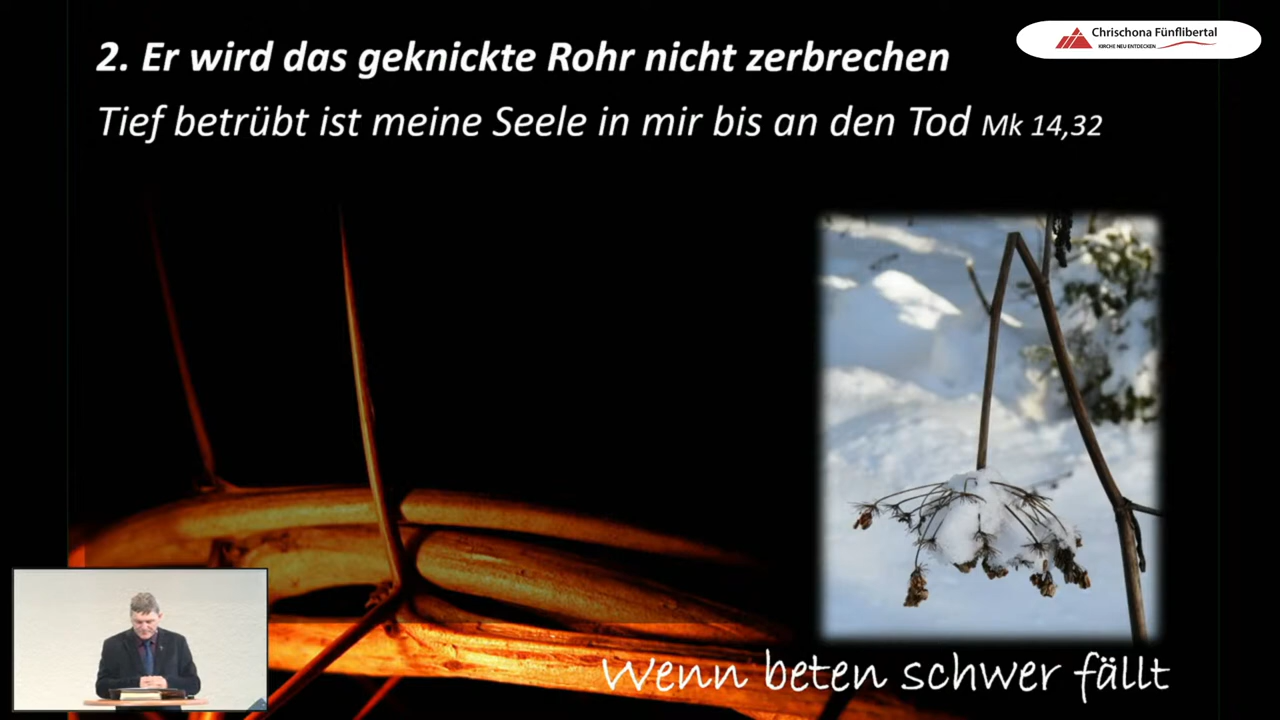 2. Er wird das geknickte Rohr nicht zerbrechen
Chrischona Fünflibertal
KIRCHE NEU ENTDECKEN
Tief betrübt ist meine Seele in mir bis an den Tod Mk 14,32
Wenn beten schwer fällt